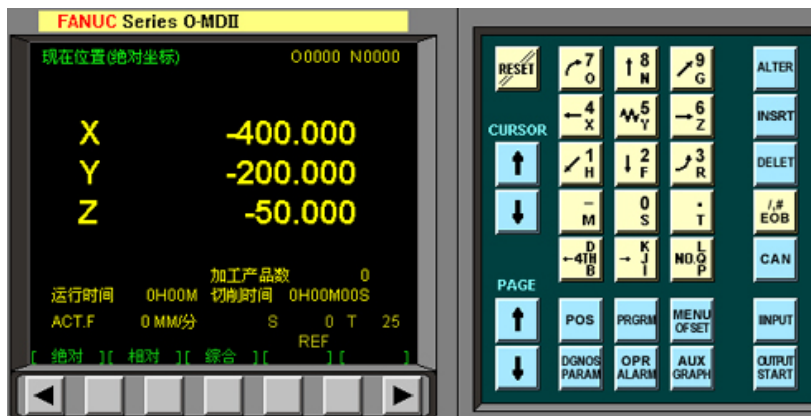 FANUC Series O-MDII
现在位置(绝对坐标) O0000 N0000
X -400.000
Y -200.000
Z -50.000
加工产品数 0
运行时间 0H00M 切削时间 0H00M00S
ACT.F 0 MM/分 S 0 T 25
REF
[ 绝对 ][ 相对 ][ 综合 ][ ][ ]
RESET
7 O
8 N
9 G
ALTER
4 X
5 Y
6 Z
INSRT
CURSOR
1 H
2 F
3 R
DELET
- M
0 S
. T
/,# EOB
D 4TH B
K J I
L NO.Q P
CAN
PAGE
POS
PRGRM
MENU OFSET
INPUT
DGNOS PARAM
OPR ALARM
AUX GRAPH
OUTPUT START